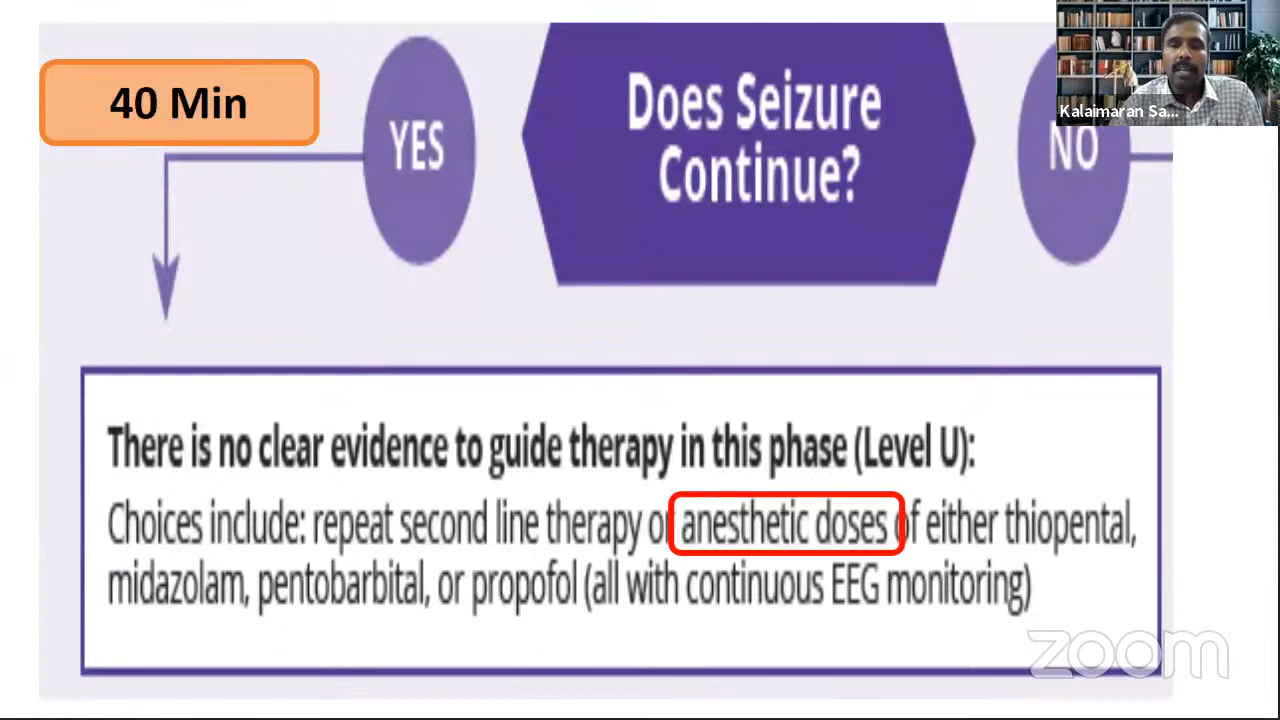 40 Min
YES
Does Seizure
Continue?
NO
Kalaimaran Sa...
There is no clear evidence to guide therapy in this phase (Level U):
Choices include: repeat second line therapy or anesthetic doses of either thiopental,
midazolam, pentobarbital, or propofol (all with continuous EEG monitoring)
zoom